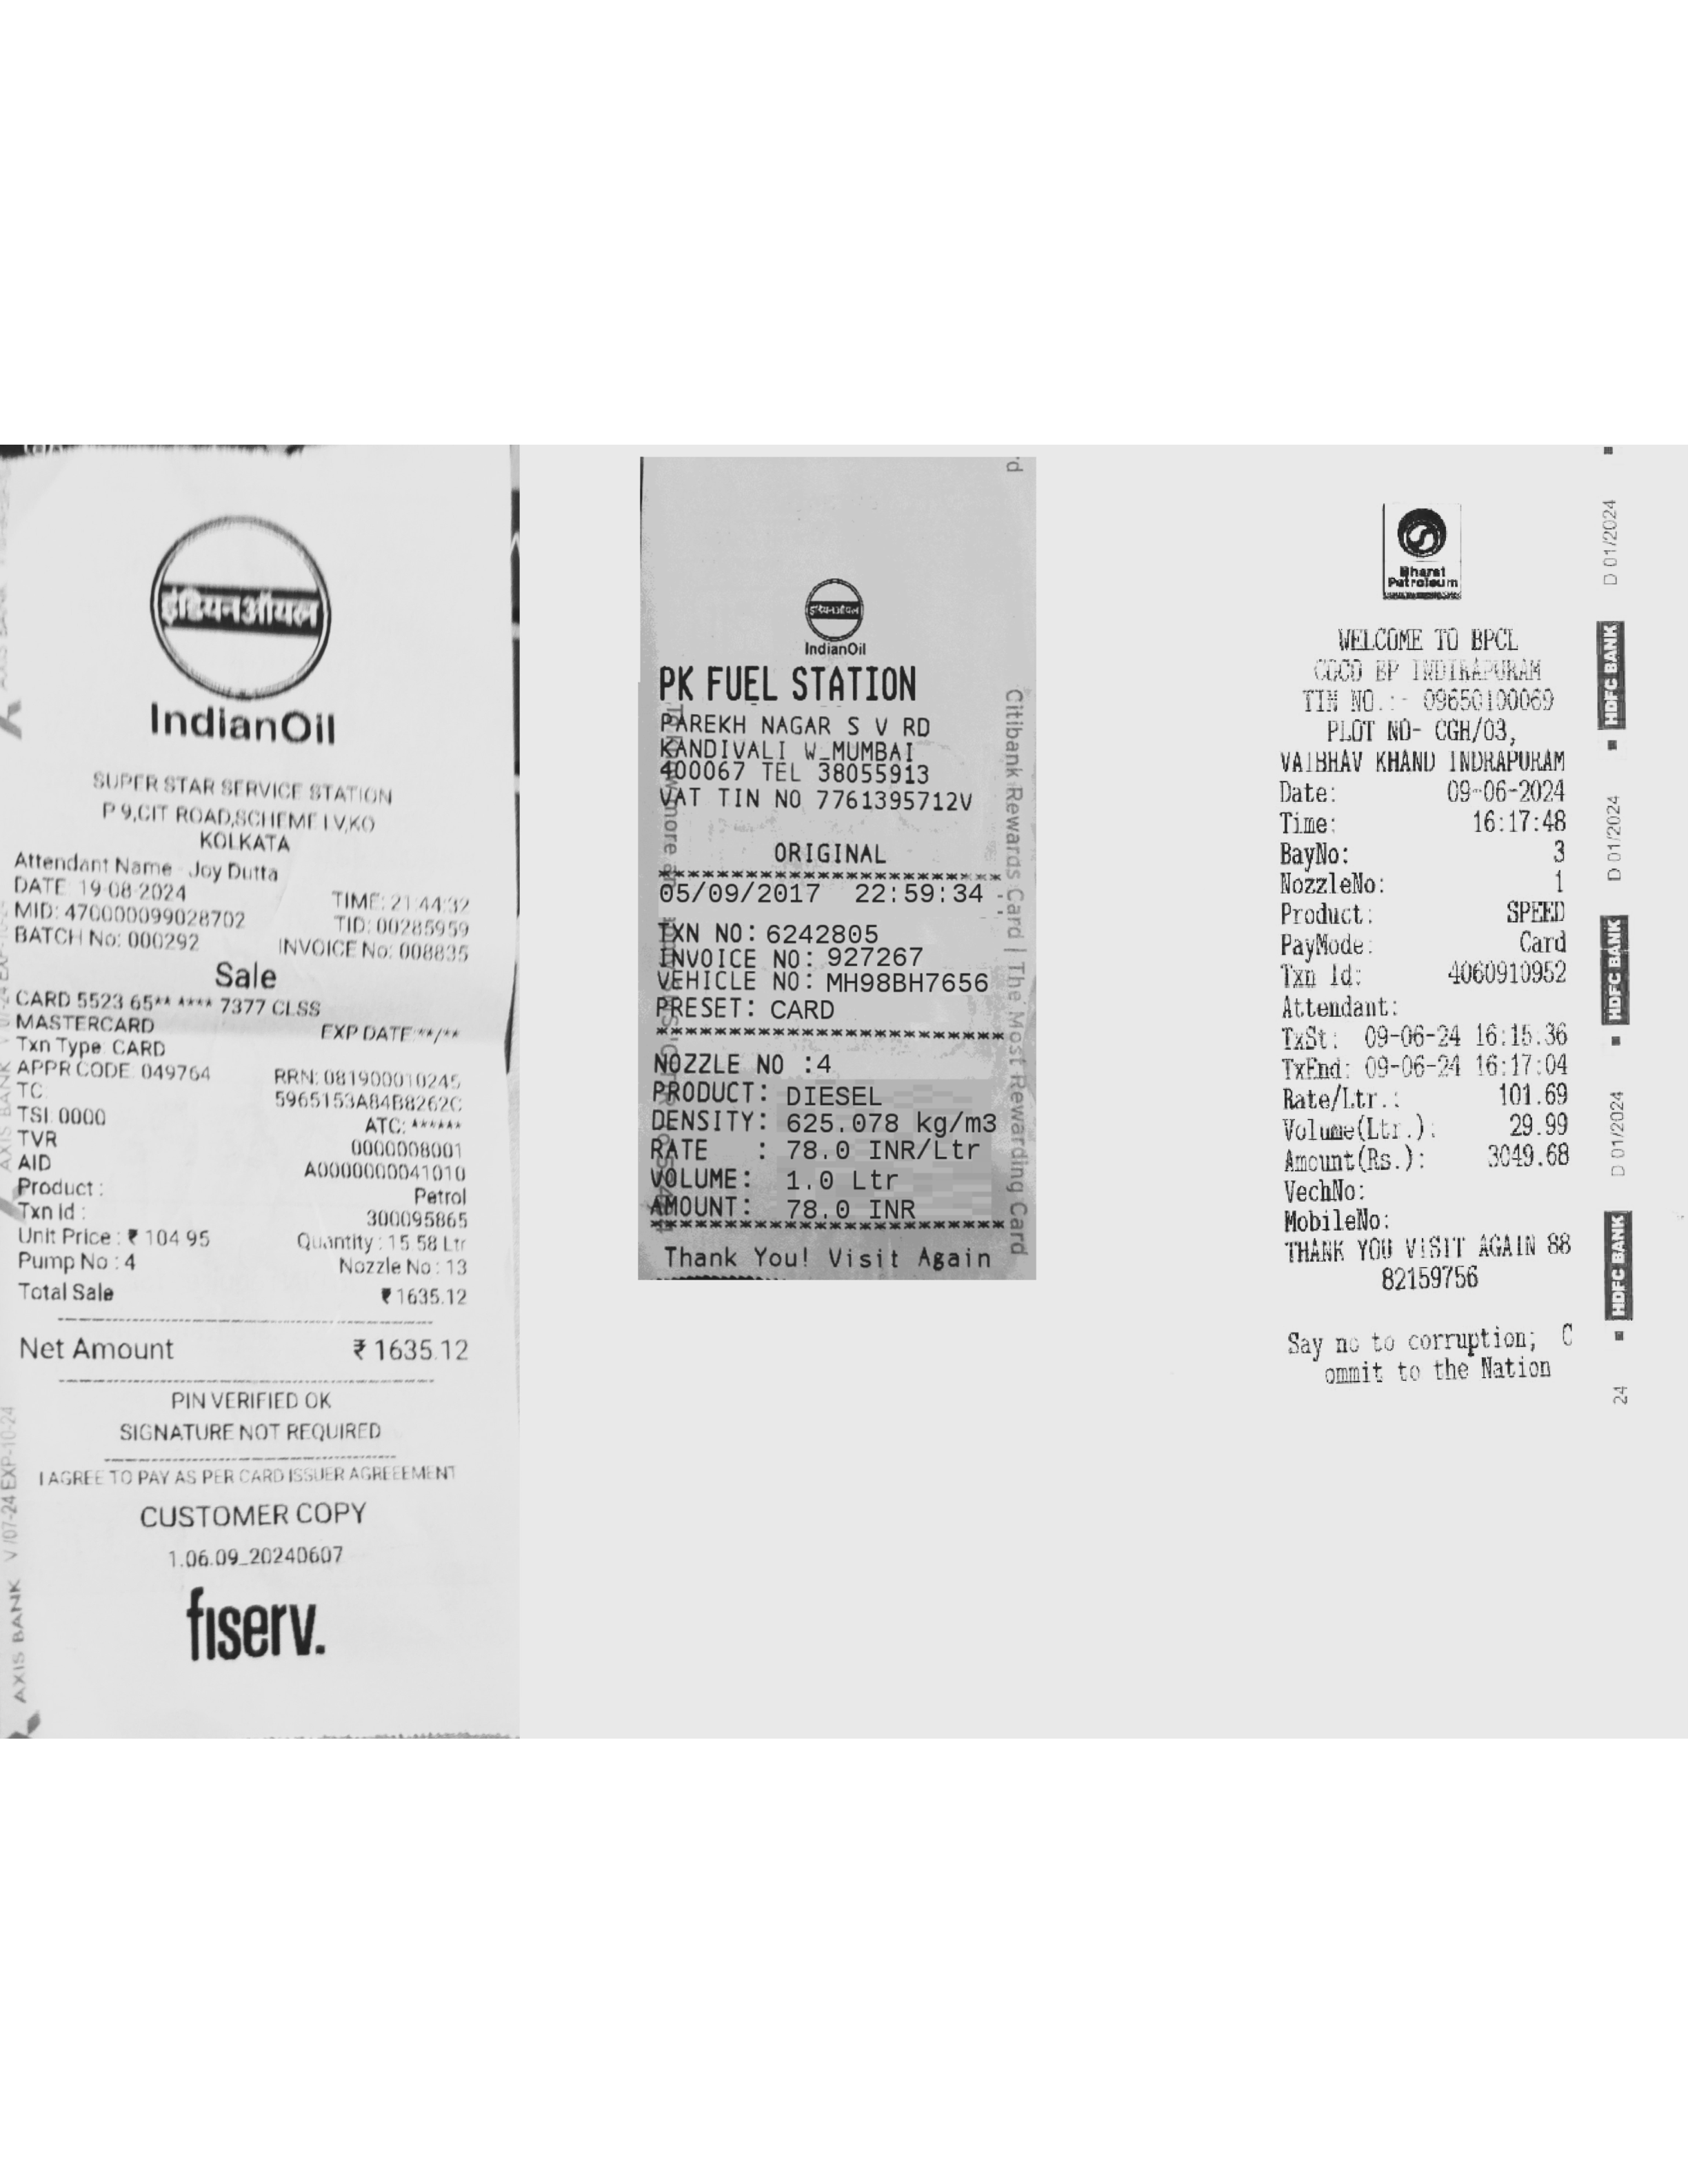 इंडियनऑयल
IndianOil
SUPER STAR SERVICE STATION
P 9,CIT ROAD,SCHEME I V,KO
KOLKATA
Attendant Name - Joy Dutta
DATE 19-08-2024 TIME: 21:44:32
MID: 470000099028702 TID: 00285959
BATCH No: 000292 INVOICE No: 008835
Sale
CARD 5523 65** **** 7377 CLSS
MASTERCARD EXP DATE **/**
Txn Type CARD
APPR CODE 049764 RRN: 081900010245
TC 5965153A84B8262C
TSI 0000 ATC: ******
TVR 0000008001
AID A0000000041010
Product : Petrol
Txn Id : 300095865
Unit Price : ₹ 104.95 Quantity : 15.58 Ltr
Pump No : 4 Nozzle No : 13
Total Sale ₹ 1635.12
Net Amount ₹ 1635.12
PIN VERIFIED OK
SIGNATURE NOT REQUIRED
I AGREE TO PAY AS PER CARD ISSUER AGREEEMENT
CUSTOMER COPY
1.06.09_20240607
fiserv.
AXIS BANK V /07-24 EXP-10-24
IndianOil
PK FUEL STATION
PAREKH NAGAR S V RD
KANDIVALI W MUMBAI
400067 TEL 38055913
VAT TIN NO 7761395712V
ORIGINAL
***********************
05/09/2017 22:59:34
TXN NO: 6242805
INVOICE NO: 927267
VEHICLE NO: MH98BH7656
PRESET: CARD
***********************
NOZZLE NO :4
PRODUCT: DIESEL
DENSITY: 625.078 kg/m3
RATE : 78.0 INR/Ltr
VOLUME: 1.0 Ltr
AMOUNT: 78.0 INR
***********************
Thank You! Visit Again
Citibank Rewards Card | The Most Rewarding Card
Bharat
Petroleum
WELCOME TO BPCL
COCO BP INDIRAPURAM
TIN NO.:- 09650100069
PLOT NO- CGH/03,
VAIBHAV KHAND INDRAPURAM
Date: 09-06-2024
Time: 16:17:48
BayNo: 3
NozzleNo: 1
Product: SPEED
PayMode: Card
Txn Id: 4060910952
Attendant:
TxSt: 09-06-24 16:15:36
TxEnd: 09-06-24 16:17:04
Rate/Ltr.: 101.69
Volume(Ltr.): 29.99
Amount(Rs.): 3049.68
VechNo:
MobileNo:
THANK YOU VISIT AGAIN 88
82159756
Say no to corruption; C
ommit to the Nation
D 01/2024
HDFC BANK
D 01/2024
HDFC BANK
D 01/2024
HDFC BANK
24